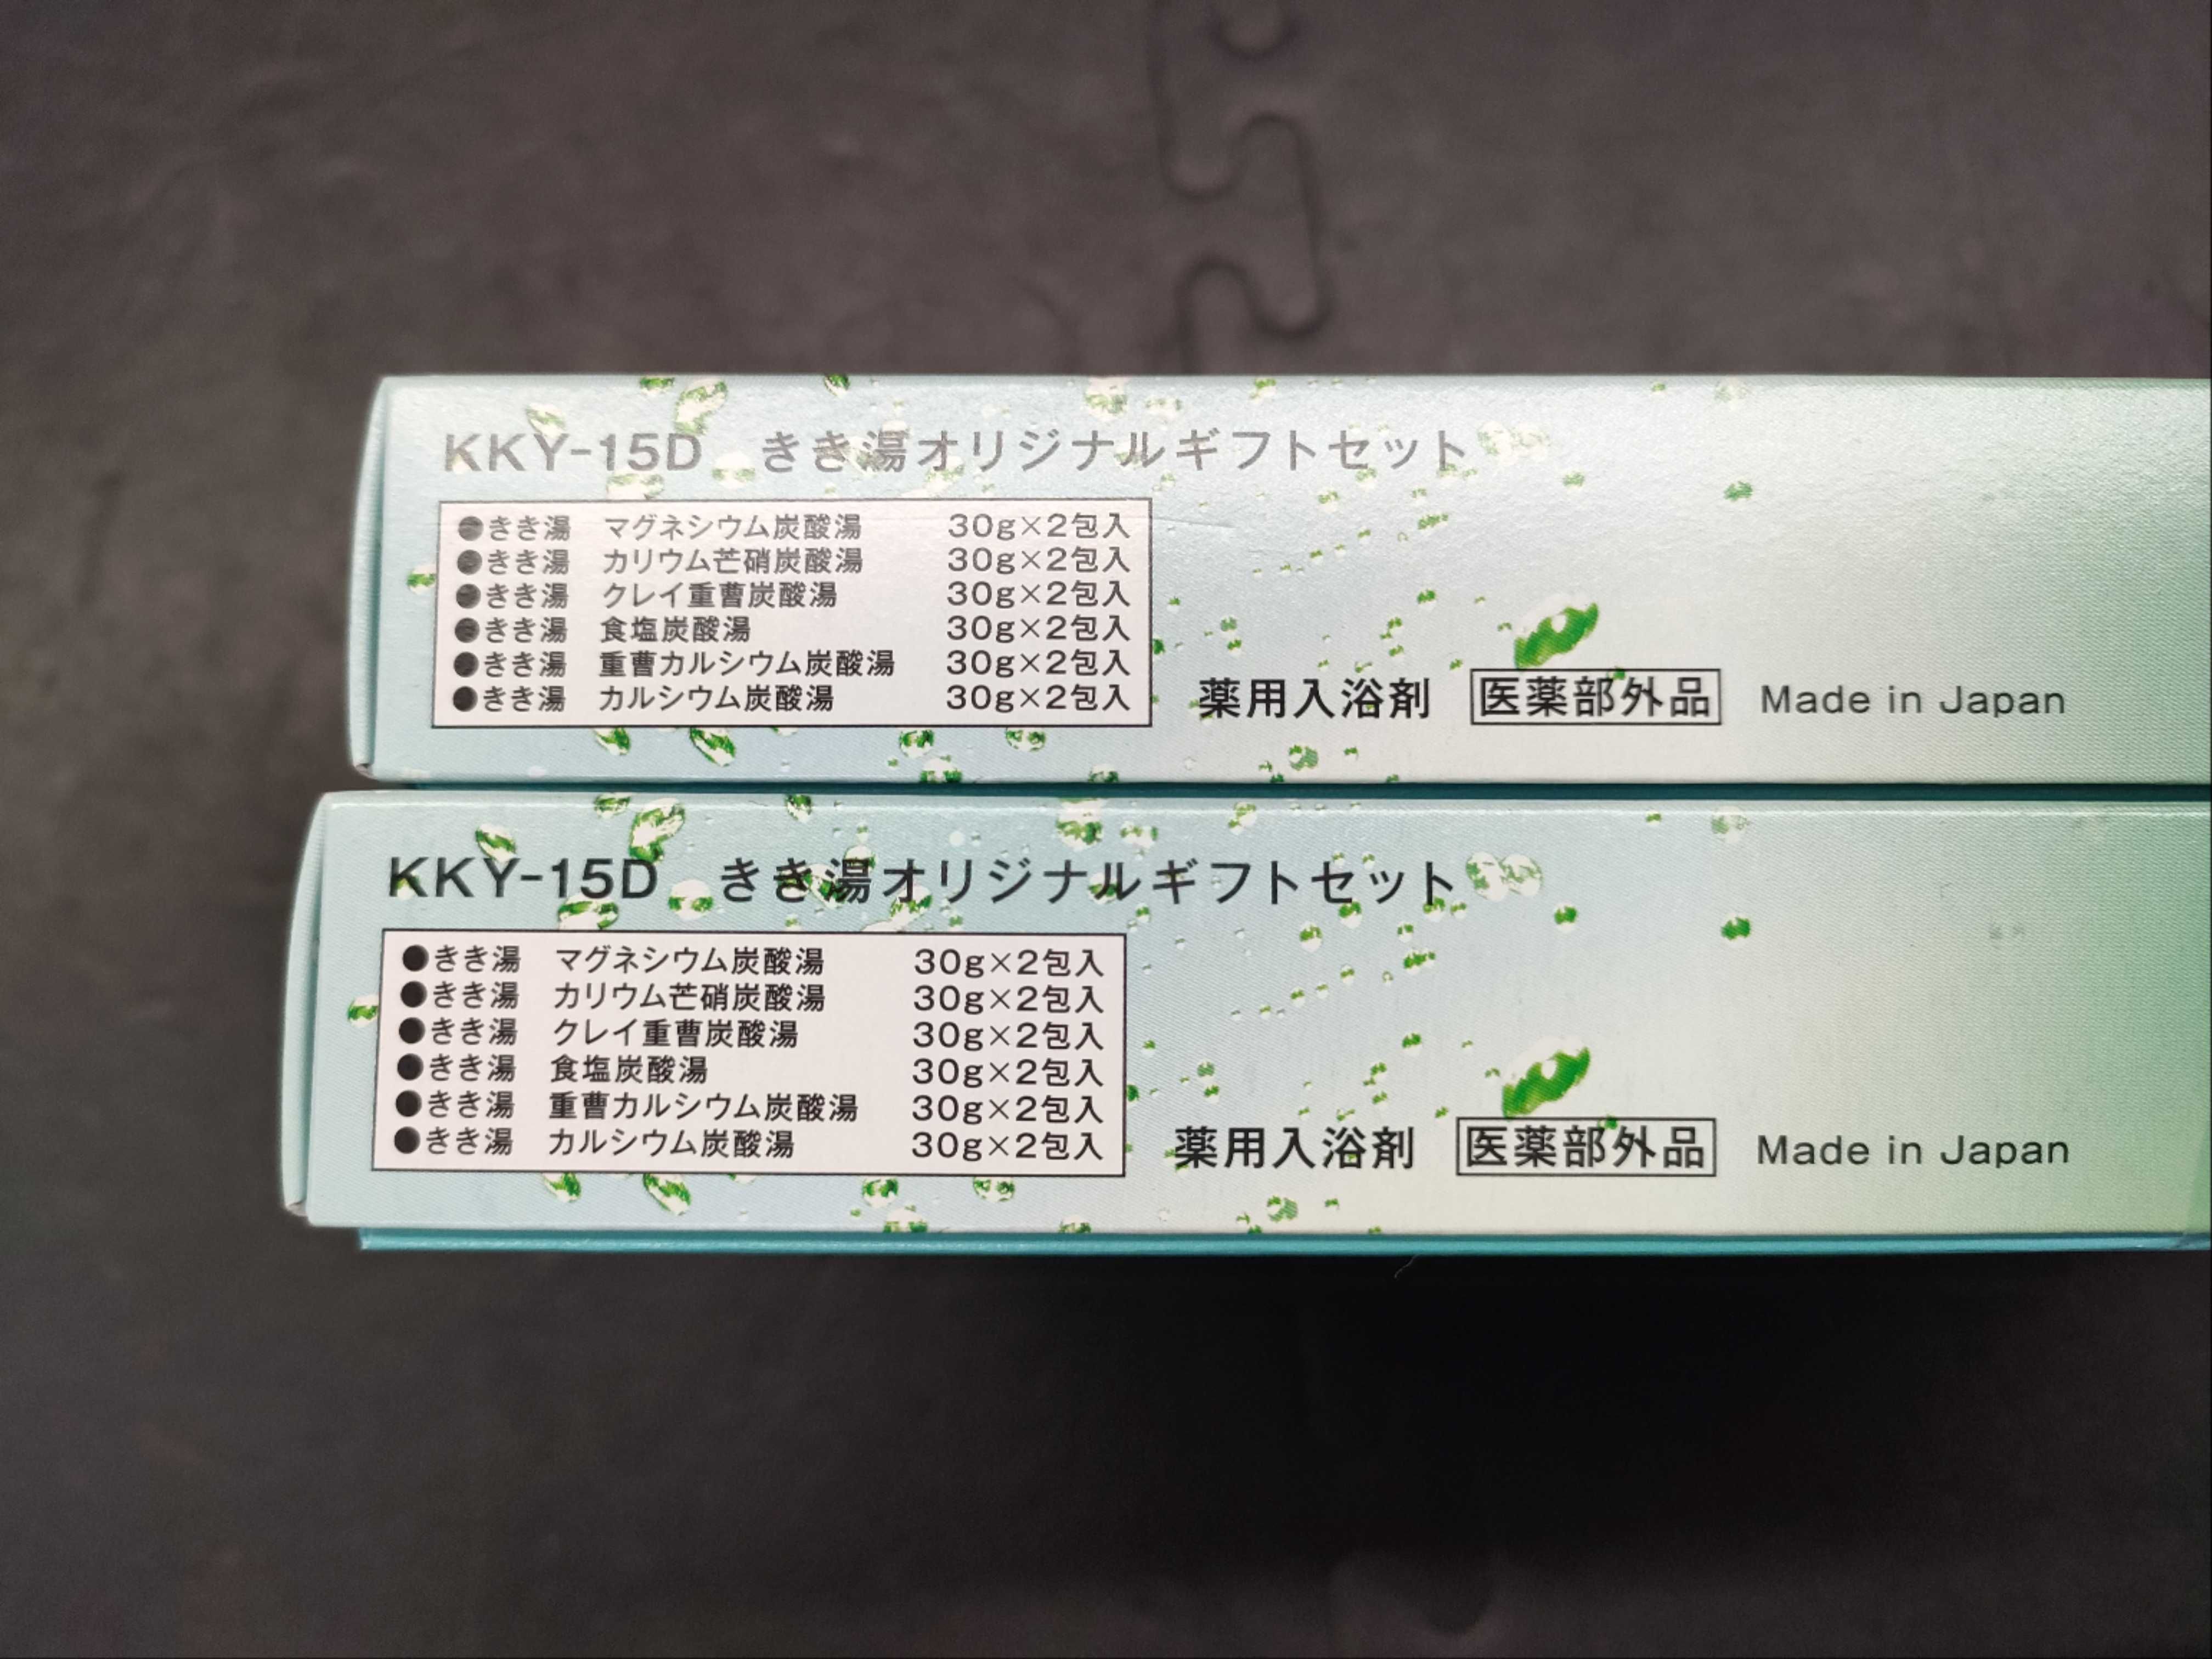 KKY-15D きき湯オリジナルギフトセット
●きき湯 マグネシウム炭酸湯 30g×2包入
●きき湯 カリウム芒硝炭酸湯 30g×2包入
●きき湯 クレイ重曹炭酸湯 30g×2包入
●きき湯 食塩炭酸湯 30g×2包入
●きき湯 重曹カルシウム炭酸湯 30g×2包入
●きき湯 カルシウム炭酸湯 30g×2包入
薬用入浴剤 医薬部外品 Made in Japan
KKY-15D きき湯オリジナルギフトセット
●きき湯 マグネシウム炭酸湯 30g×2包入
●きき湯 カリウム芒硝炭酸湯 30g×2包入
●きき湯 クレイ重曹炭酸湯 30g×2包入
●きき湯 食塩炭酸湯 30g×2包入
●きき湯 重曹カルシウム炭酸湯 30g×2包入
●きき湯 カルシウム炭酸湯 30g×2包入
薬用入浴剤 医薬部外品 Made in Japan